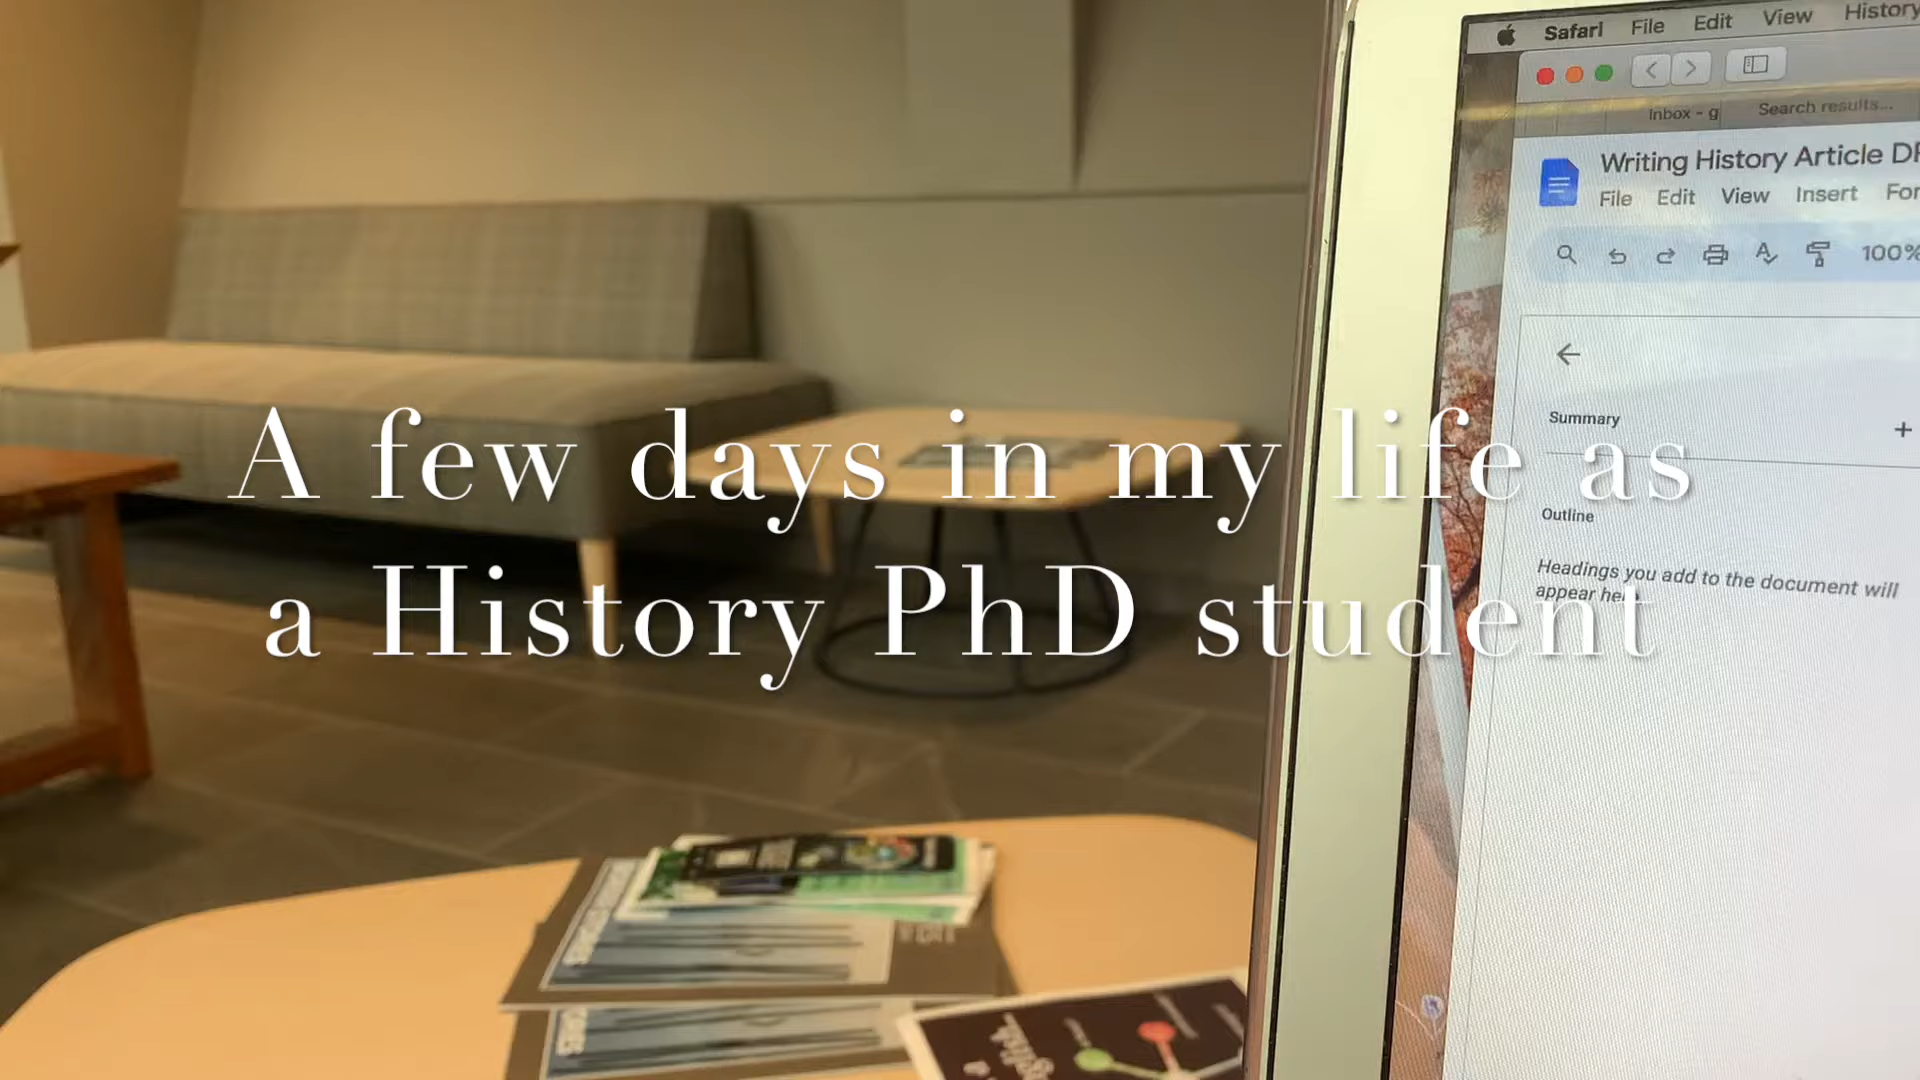 Safari File Edit View History
Inbox - g Search results...
Writing History Article
File Edit View Insert
100%
Summary
A few days in my life as
Outline
Headings you add to the document will
appear
a History PhD student